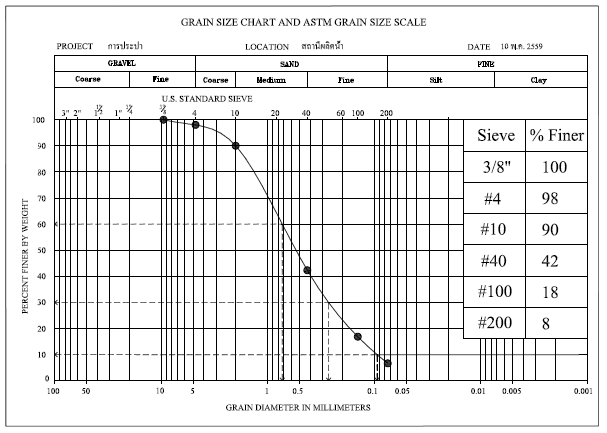 GRAIN SIZE CHART AND ASTM GRAIN SIZE SCALE
PROJECT การประปา LOCATION สถานีผลิตน้ำ DATE 10 พ.ค. 2559
GRAVEL SAND FINE
Coarse Fine Coarse Medium Fine Silt Clay
U.S. STANDARD SIEVE
3" 2" 1 1/2 1" 3/4 3/8 4 10 20 40 60 100 200
PERCENT FINER BY WEIGHT
100
90
80
70
60
50
40
30
20
10
0
Sieve % Finer
3/8" 100
#4 98
#10 90
#40 42
#100 18
#200 8
100 50 10 5 1 0.5 0.1 0.05 0.01 0.005 0.001
GRAIN DIAMETER IN MILLIMETERS